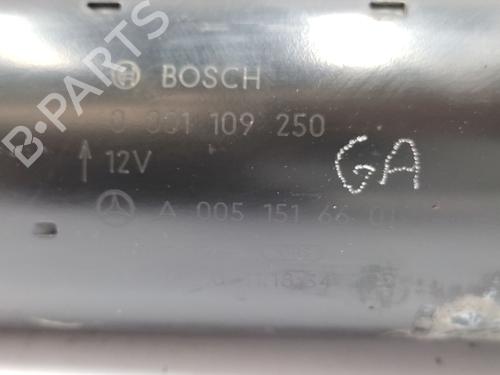 B-PARTS
BOSCH
0 001 109 250
12V
GA
A 005 151 66 01